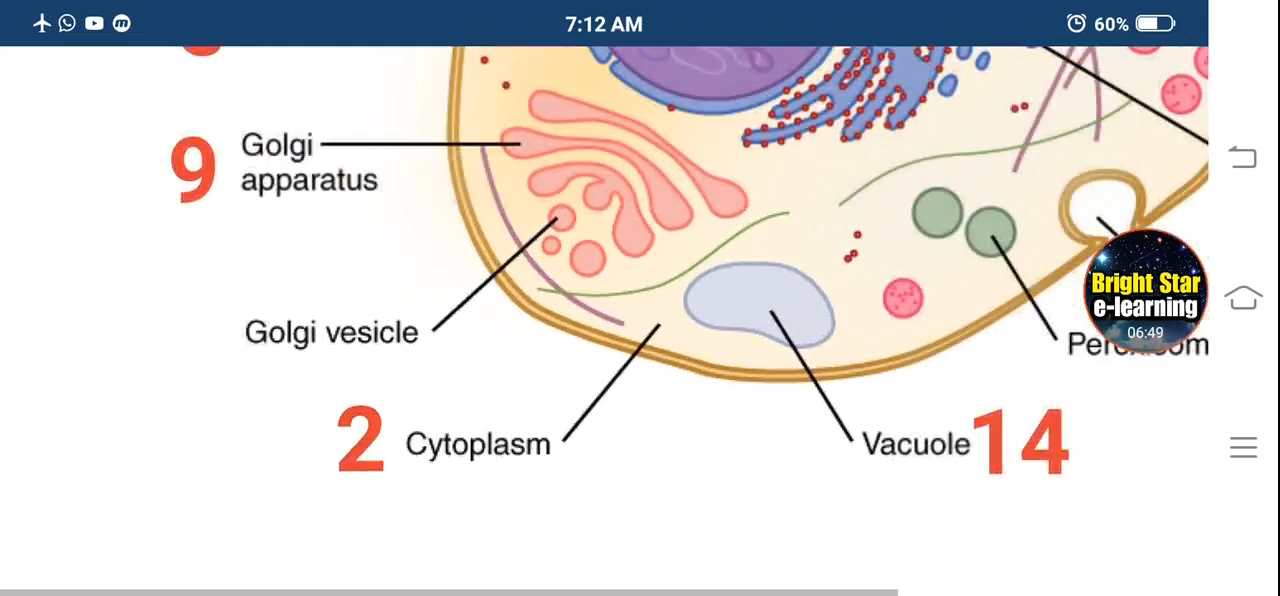 7:12 AM
60%
9
Golgi
apparatus
Bright Star
e-learning
06:49
Golgi vesicle
2
Cytoplasm
Vacuole
14